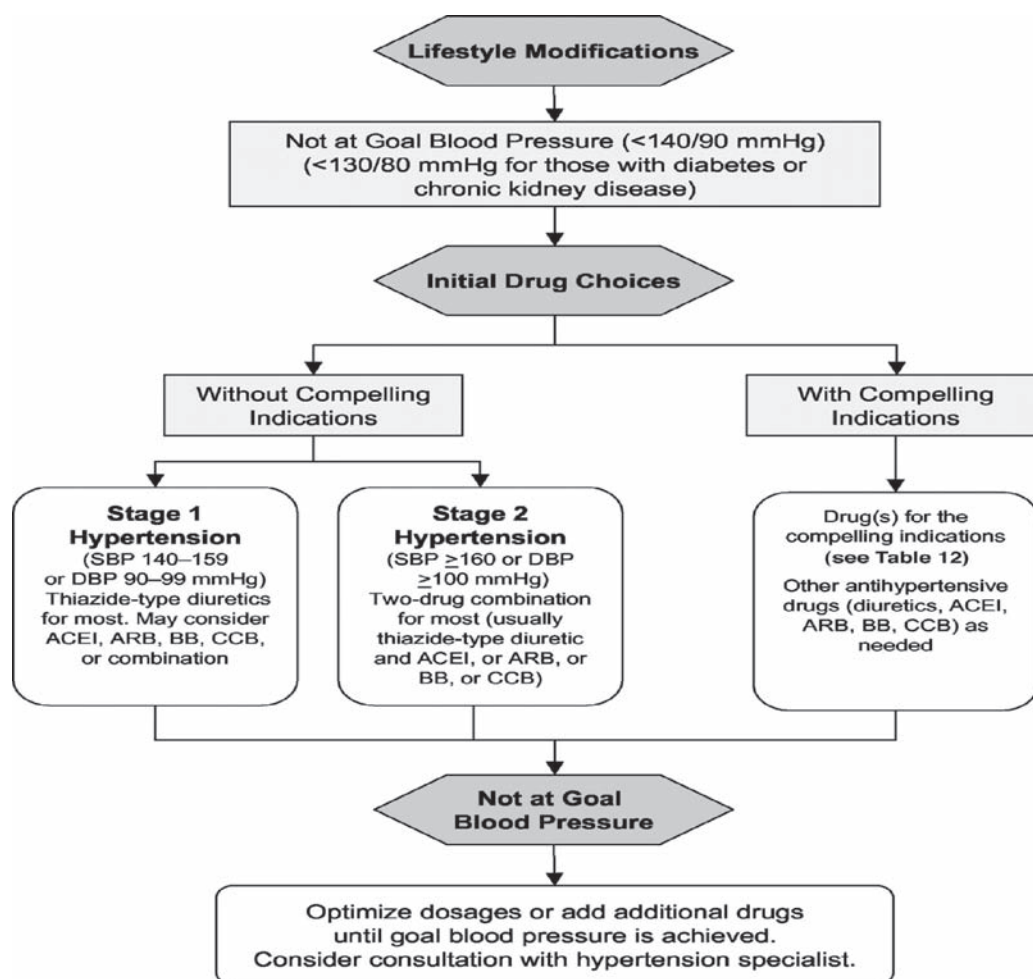 Lifestyle Modifications
Not at Goal Blood Pressure (<140/90 mmHg)
(<130/80 mmHg for those with diabetes or
chronic kidney disease)
Initial Drug Choices
Without Compelling
Indications
With Compelling
Indications
Stage 1
Hypertension
(SBP 140–159
or DBP 90–99 mmHg)
Thiazide-type diuretics
for most. May consider
ACEI, ARB, BB, CCB,
or combination
Stage 2
Hypertension
(SBP ≥160 or DBP
≥100 mmHg)
Two-drug combination
for most (usually
thiazide-type diuretic
and ACEI, or ARB, or
BB, or CCB)
Drug(s) for the
compelling indications
(see Table 12)
Other antihypertensive
drugs (diuretics, ACEI,
ARB, BB, CCB) as
needed
Not at Goal
Blood Pressure
Optimize dosages or add additional drugs
until goal blood pressure is achieved.
Consider consultation with hypertension specialist.